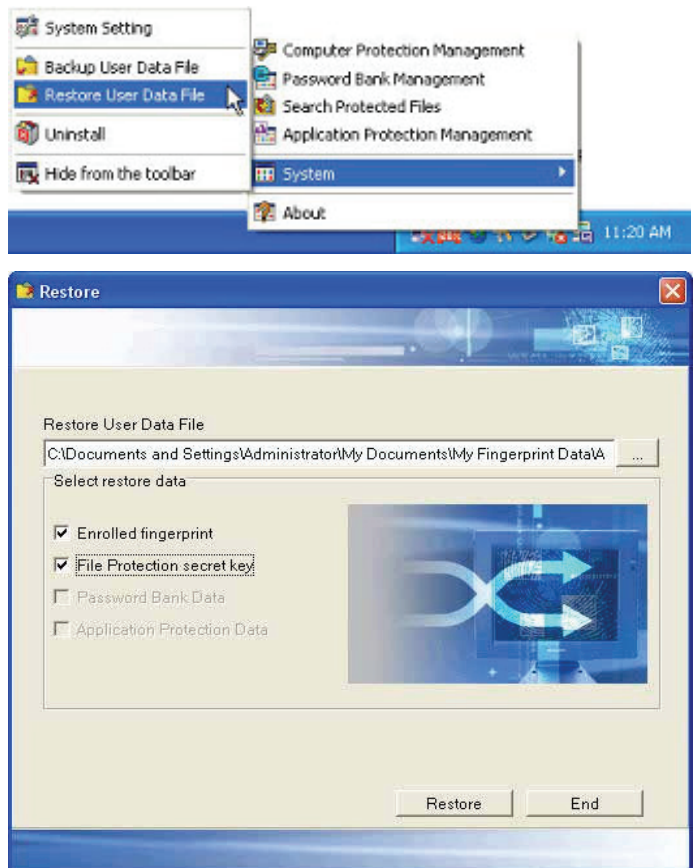 System Setting
Backup User Data File
Restore User Data File
Uninstall
Hide from the toolbar
Computer Protection Management
Password Bank Management
Search Protected Files
Application Protection Management
System
About
11:20 AM
Restore
Restore User Data File
C:\Documents and Settings\Administrator\My Documents\My Fingerprint Data\A ...
Select restore data
Enrolled fingerprint
File Protection secret key
Password Bank Data
Application Protection Data
Restore End